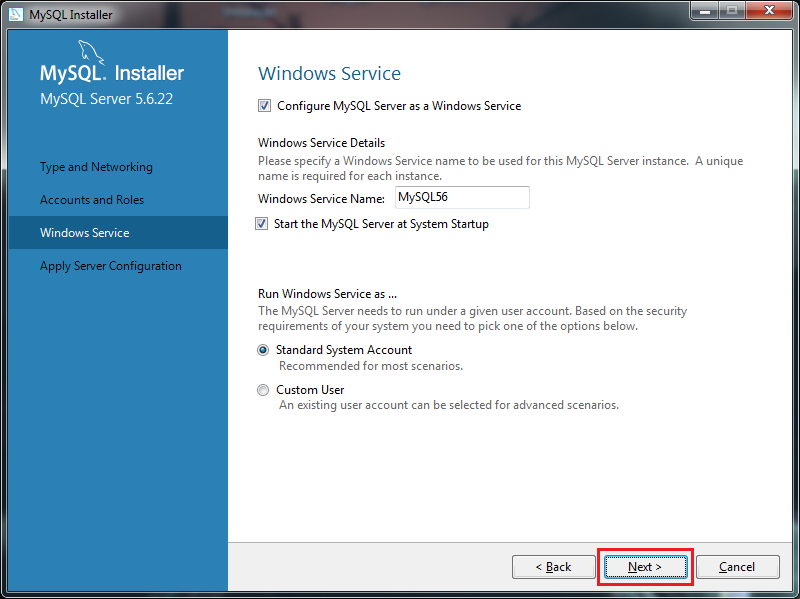 MySQL Installer
MySQL. Installer
MySQL Server 5.6.22
Type and Networking
Accounts and Roles
Windows Service
Apply Server Configuration
Windows Service
Configure MySQL Server as a Windows Service
Windows Service Details
Please specify a Windows Service name to be used for this MySQL Server instance. A unique
name is required for each instance.
Windows Service Name: MySQL56
Start the MySQL Server at System Startup
Run Windows Service as ...
The MySQL Server needs to run under a given user account. Based on the security
requirements of your system you need to pick one of the options below.
Standard System Account
Recommended for most scenarios.
Custom User
An existing user account can be selected for advanced scenarios.
< Back Next > Cancel